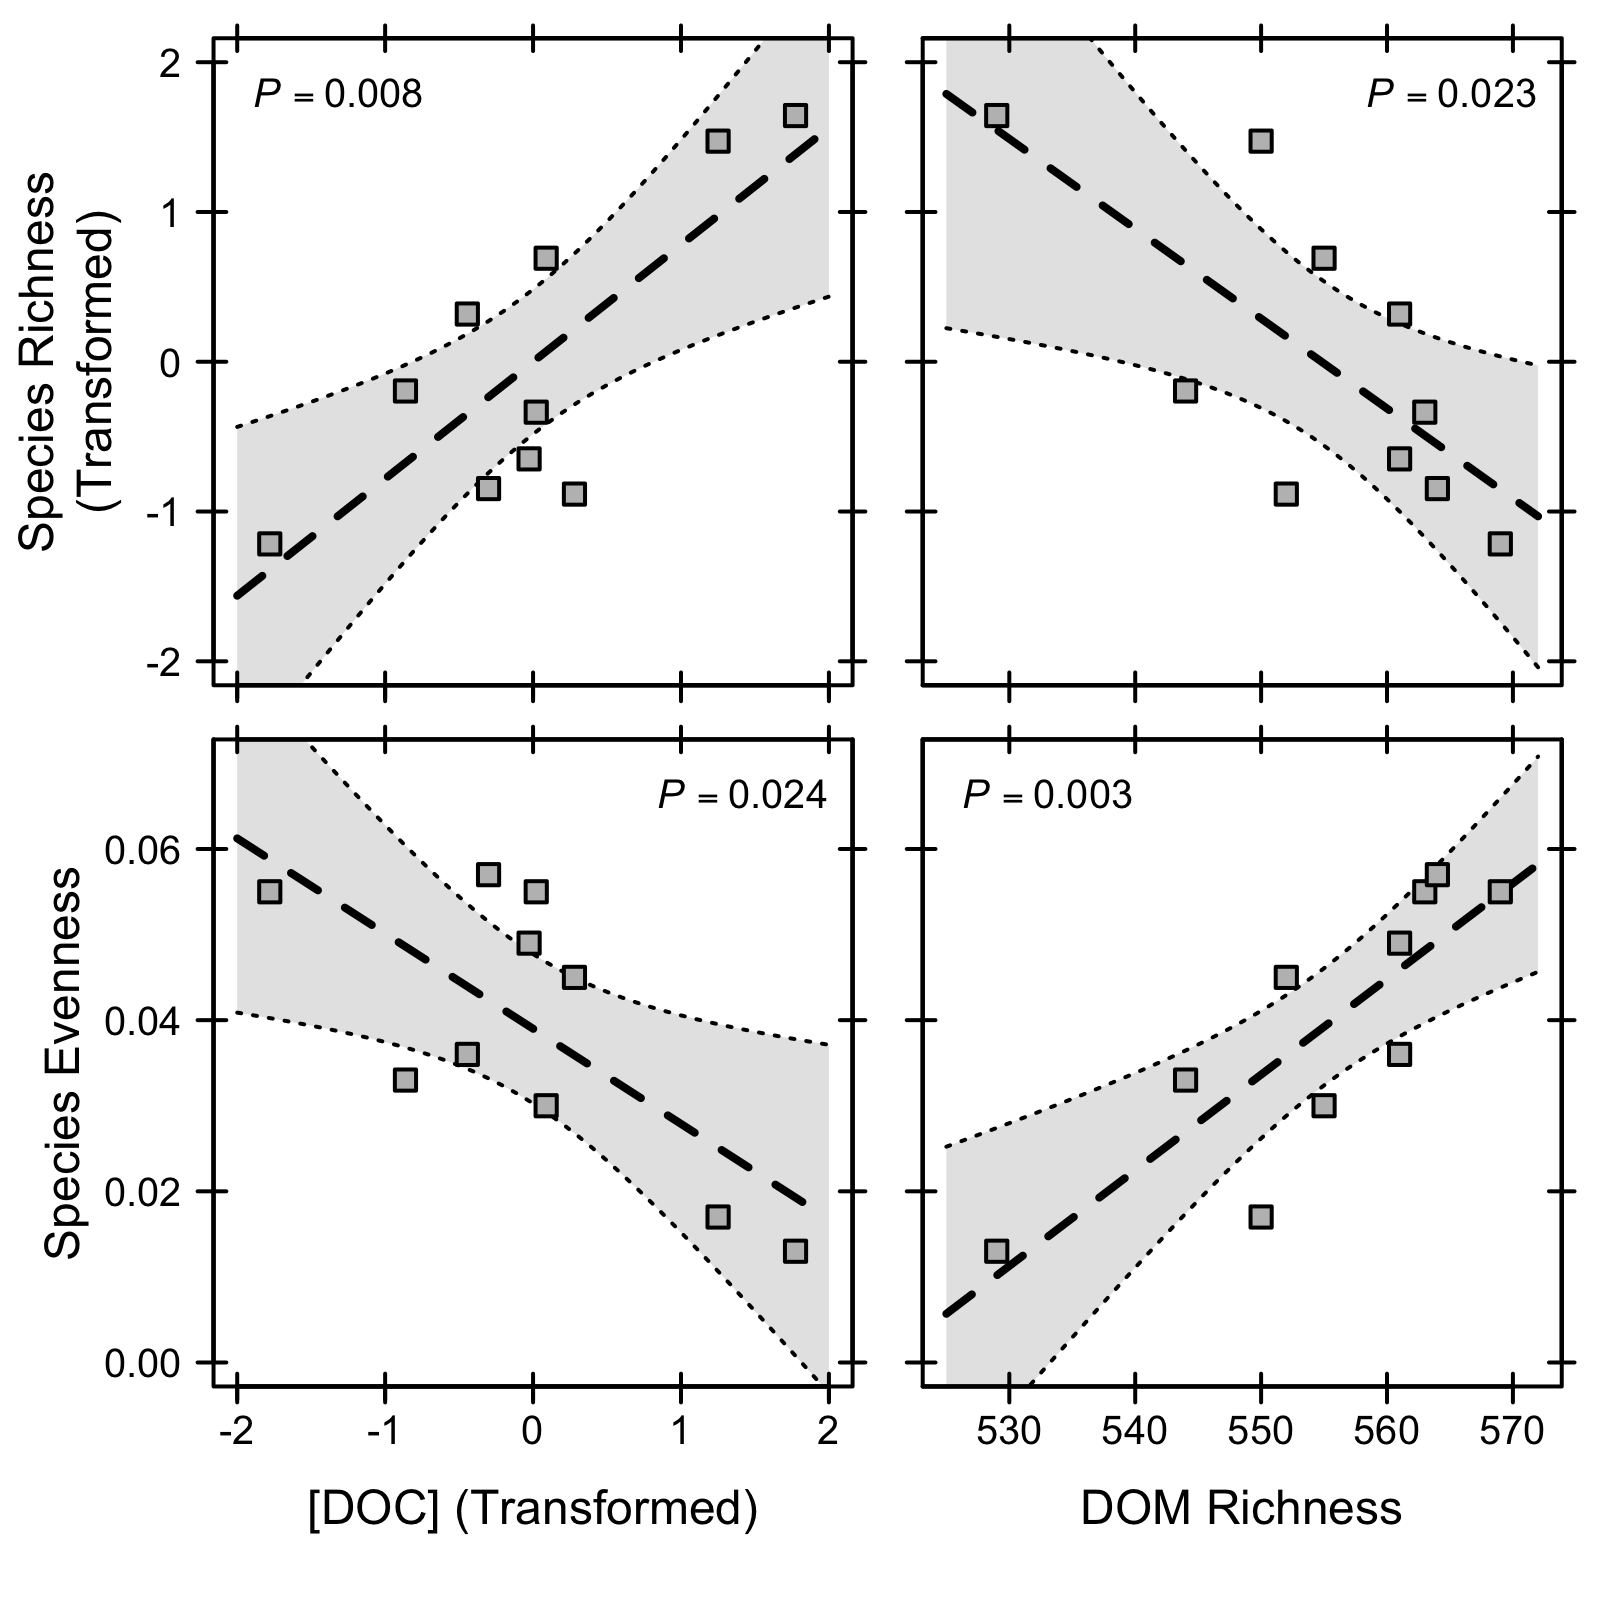 Species Richness
(Transformed)
2
1
0
-1
-2
P = 0.008
P = 0.023
Species Evenness
0.06
0.04
0.02
0.00
P = 0.024
P = 0.003
-2 -1 0 1 2
530 540 550 560 570
[DOC] (Transformed)
DOM Richness